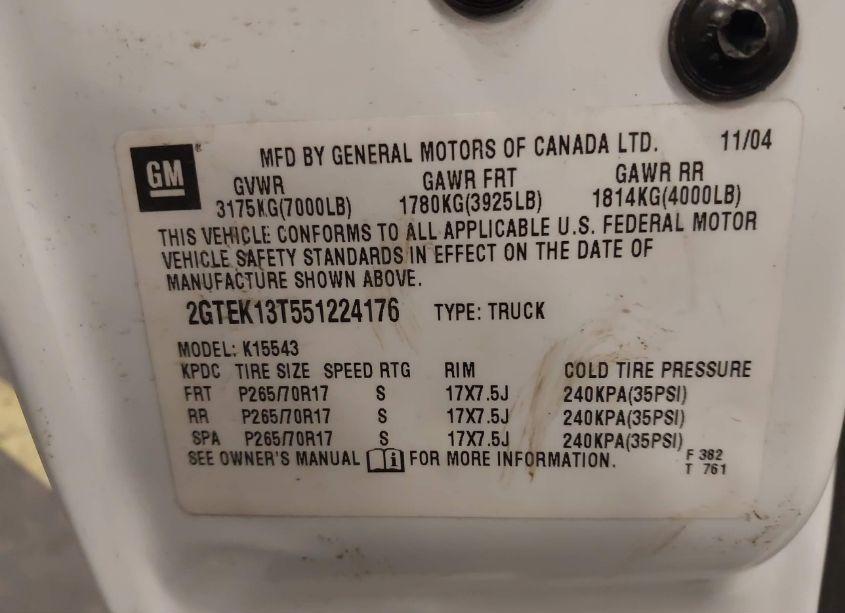 GM® MFD BY GENERAL MOTORS OF CANADA LTD. 11/04
GVWR GAWR FRT GAWR RR
3175KG(7000LB) 1780KG(3925LB) 1814KG(4000LB)
THIS VEHICLE CONFORMS TO ALL APPLICABLE U.S. FEDERAL MOTOR
VEHICLE SAFETY STANDARDS IN EFFECT ON THE DATE OF
MANUFACTURE SHOWN ABOVE.
2GTEK13T551224176 TYPE: TRUCK
MODEL: K15543
KPDC TIRE SIZE SPEED RTG RIM COLD TIRE PRESSURE
FRT P265/70R17 S 17X7.5J 240KPA(35PSI)
RR P265/70R17 S 17X7.5J 240KPA(35PSI)
SPA P265/70R17 S 17X7.5J 240KPA(35PSI)
SEE OWNER'S MANUAL i FOR MORE INFORMATION. F 382
T 761